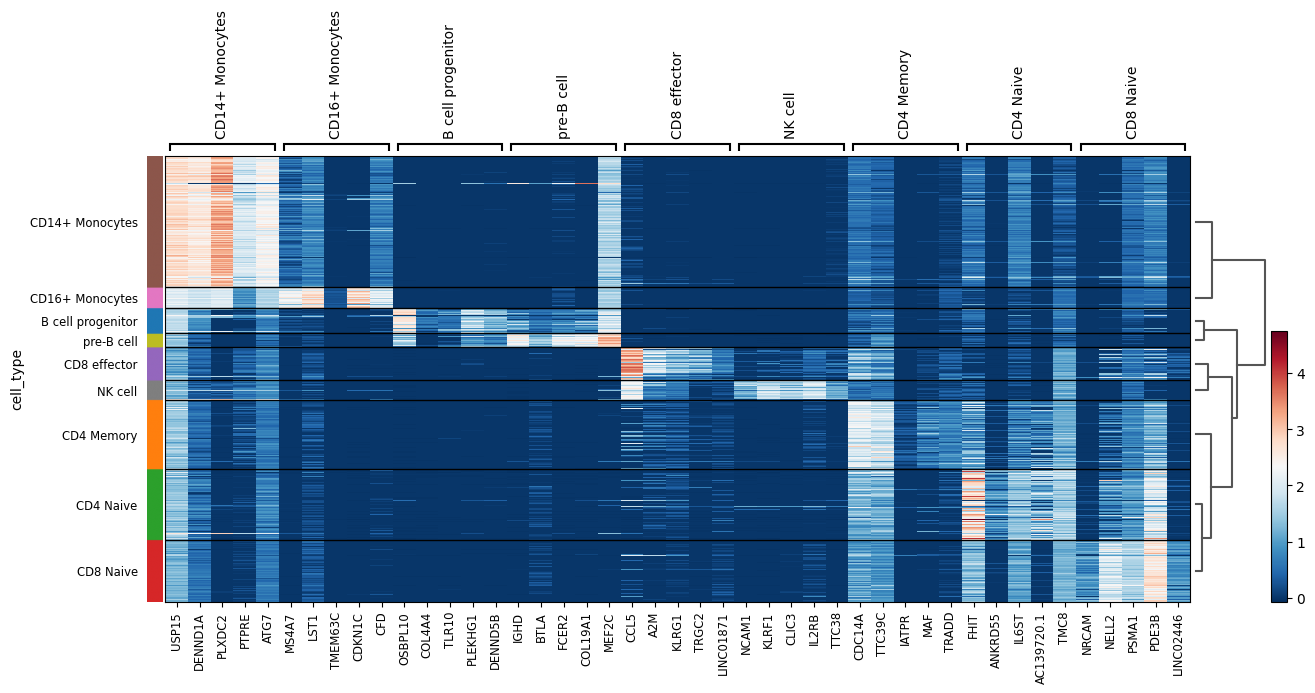 CD14+ Monocytes
CD16+ Monocytes
B cell progenitor
pre-B cell
CD8 effector
NK cell
CD4 Memory
CD4 Naive
CD8 Naive
cell_type
CD14+ Monocytes
CD16+ Monocytes
B cell progenitor
pre-B cell
CD8 effector
NK cell
CD4 Memory
CD4 Naive
CD8 Naive
4
3
2
1
0
USP15
DENND1A
PLXDC2
PTPRE
ATG7
MS4A7
LST1
TMEM63C
CDKN1C
CFD
OSBPL10
COL4A4
TLR10
PLEKHG1
DENND5B
IGHD
BTLA
FCER2
COL19A1
MEF2C
CCL5
A2M
KLRG1
TRGC2
LINC01871
NCAM1
KLRF1
CLIC3
IL2RB
TTC38
CDC14A
TTC39C
IATPR
MAF
TRADD
FHIT
ANKRD55
IL6ST
AC139720.1
TMC8
NRCAM
NELL2
PSMA1
PDE3B
LINC02446